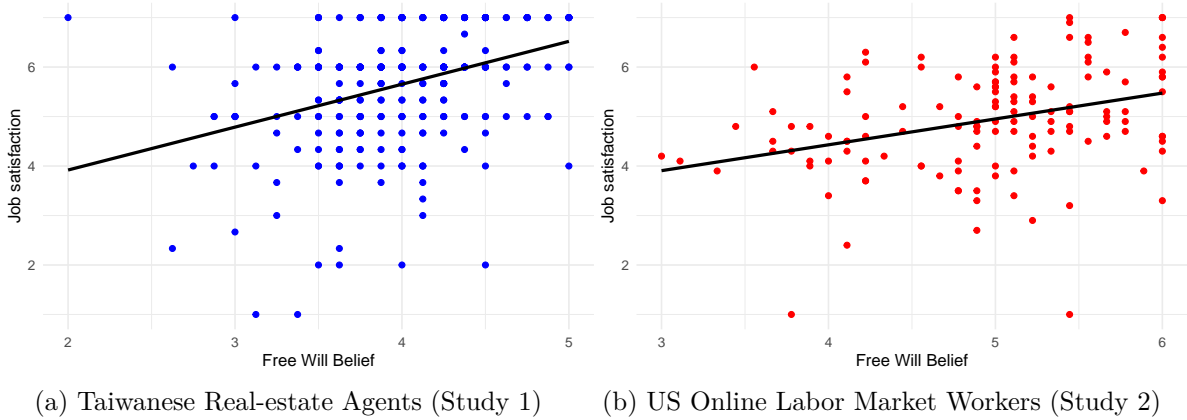 Job satisfaction
6
4
2
2
3
4
5
Free Will Belief
(a) Taiwanese Real-estate Agents (Study 1)
Job satisfaction
6
4
2
3
4
5
6
Free Will Belief
(b) US Online Labor Market Workers (Study 2)